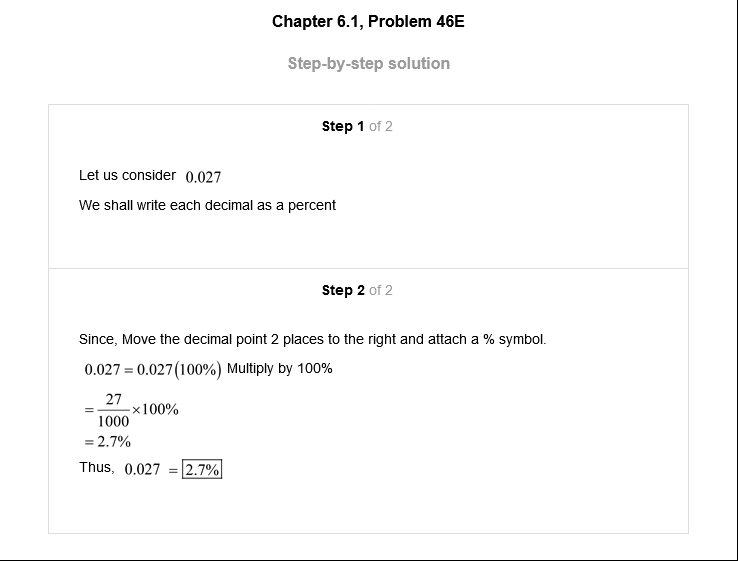 Chapter 6.1, Problem 46E
Step-by-step solution
Step 1 of 2
Let us consider 0.027
We shall write each decimal as a percent
Step 2 of 2
Since, Move the decimal point 2 places to the right and attach a % symbol.
0.027 = 0.027(100%) Multiply by 100%
= 27/1000 ×100%
= 2.7%
Thus, 0.027 = 2.7%